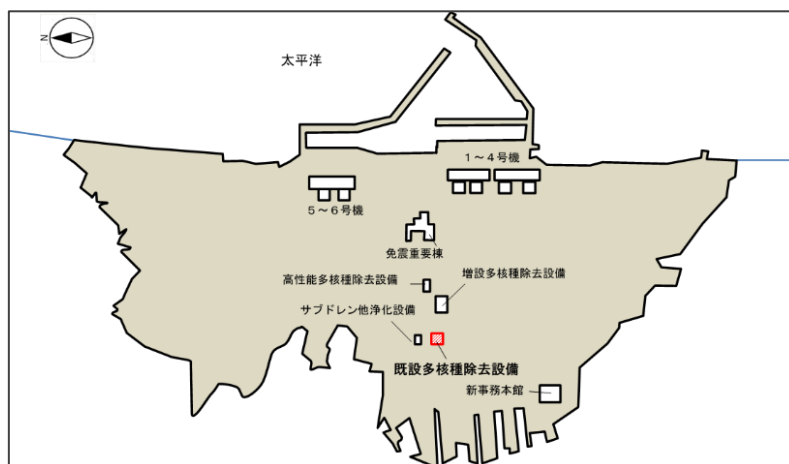 N
太平洋
1～4号機
5～6号機
免震重要棟
高性能多核種除去設備
増設多核種除去設備
サブドレン他浄化設備
既設多核種除去設備
新事務本館